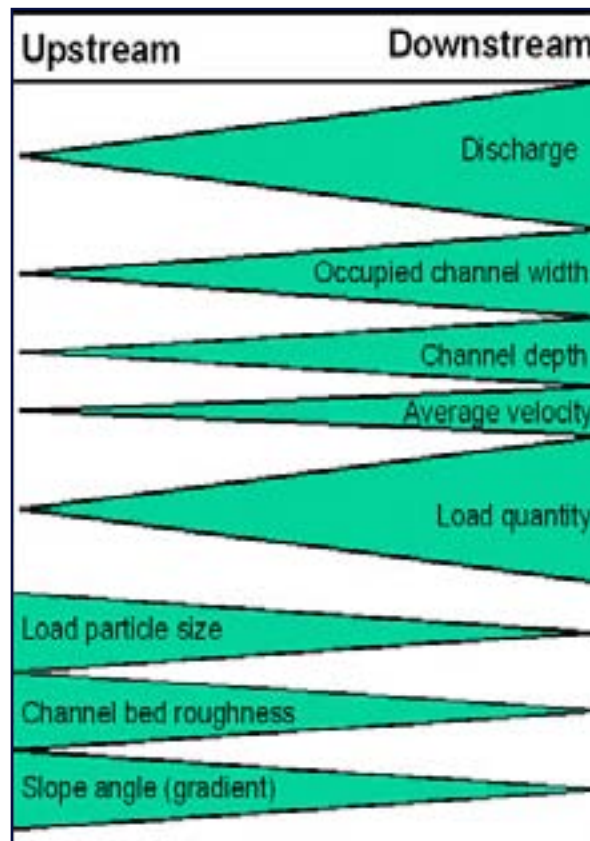 Upstream Downstream
Discharge
Occupied channel width
Channel depth
Average velocity
Load quantity
Load particle size
Channel bed roughness
Slope angle (gradient)